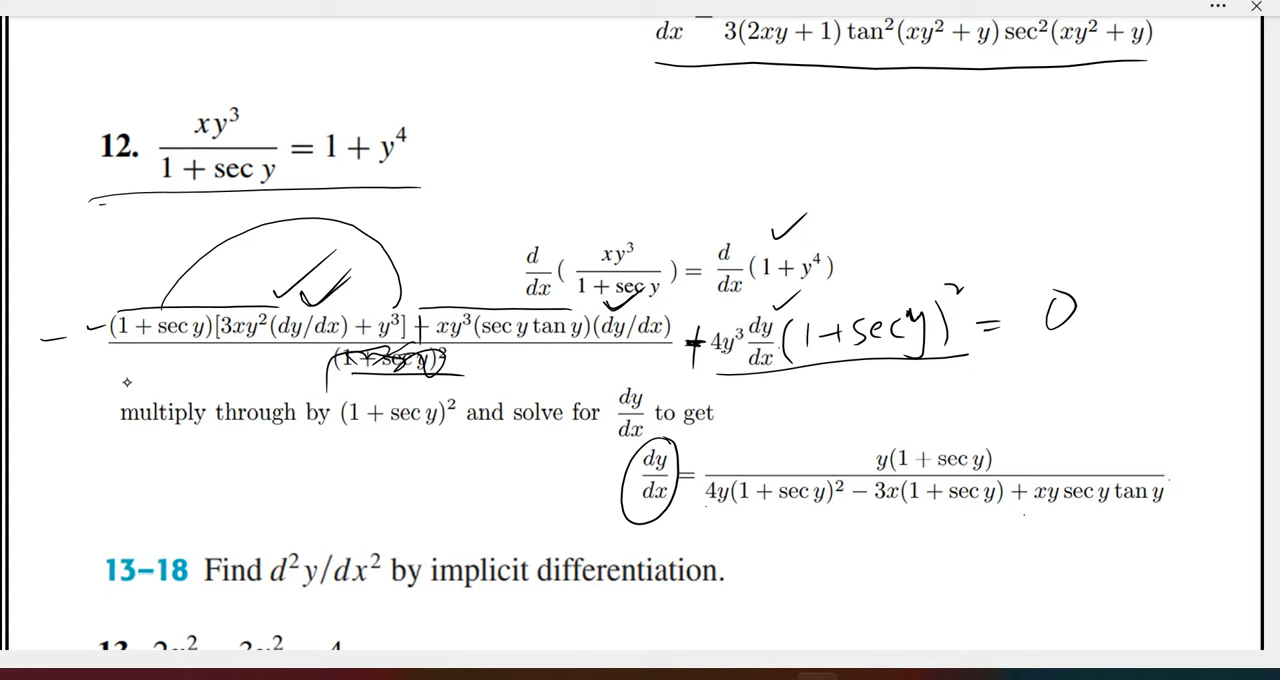 dx = 3(2xy + 1) tan²(xy² + y) sec²(xy² + y)
12. xy³ / (1 + sec y) = 1 + y⁴
d/dx ( xy³ / (1 + sec y) ) = d/dx (1 + y⁴)
- (1 + sec y)[3xy²(dy/dx) + y³] + xy³(sec y tan y)(dy/dx) / (1 + sec y)² + 4y³ dy/dx (1 + sec y)² = 0
multiply through by (1 + sec y)² and solve for dy/dx to get
dy/dx = y(1 + sec y) / 4y(1 + sec y)² − 3x(1 + sec y) + xy sec y tan y
13–18 Find d²y/dx² by implicit differentiation.